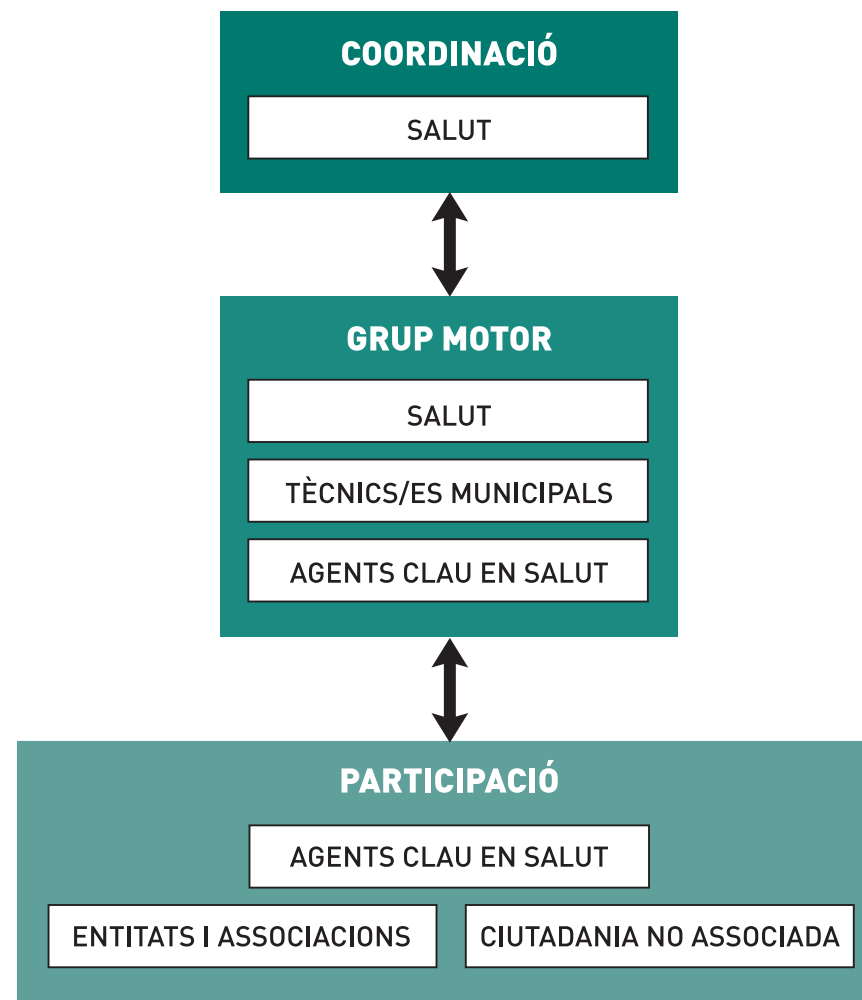 COORDINACIÓ
SALUT
GRUP MOTOR
SALUT
TÈCNICS/ES MUNICIPALS
AGENTS CLAU EN SALUT
PARTICIPACIÓ
AGENTS CLAU EN SALUT
ENTITATS I ASSOCIACIONS
CIUTADANIA NO ASSOCIADA